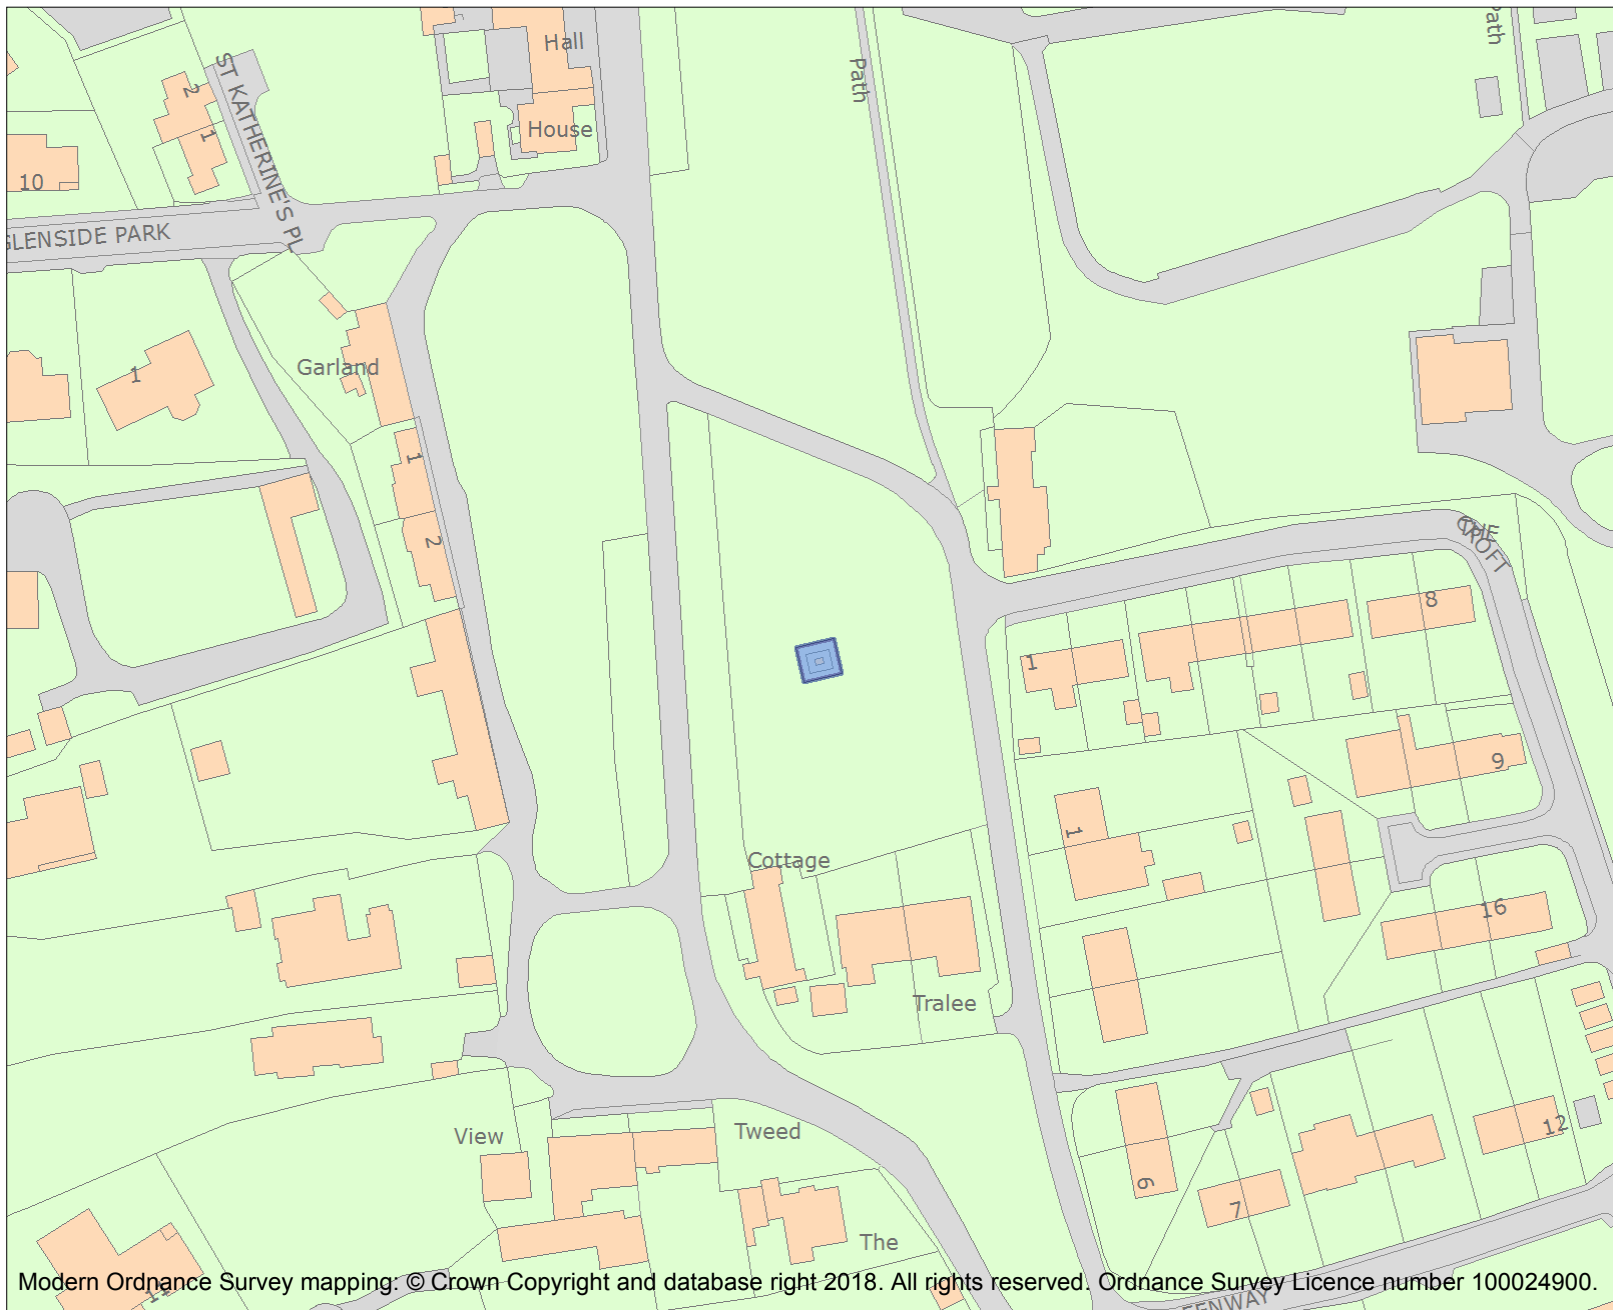 Hall
Path
Path
ST KATHERINE'S PL
2
1
House
10
GLENSIDE PARK
Garland
1
1
2
THE
CROFT
8
1
9
1
Cottage
16
Tralee
View
Tweed
12
6
7
The
11
Modern Ordnance Survey mapping: © Crown Copyright and database right 2018. All rights reserved. Ordnance Survey Licence number 100024900.